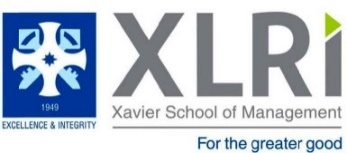 1949
EXCELLENCE & INTEGRITY
XLRi
Xavier School of Management
For the greater good